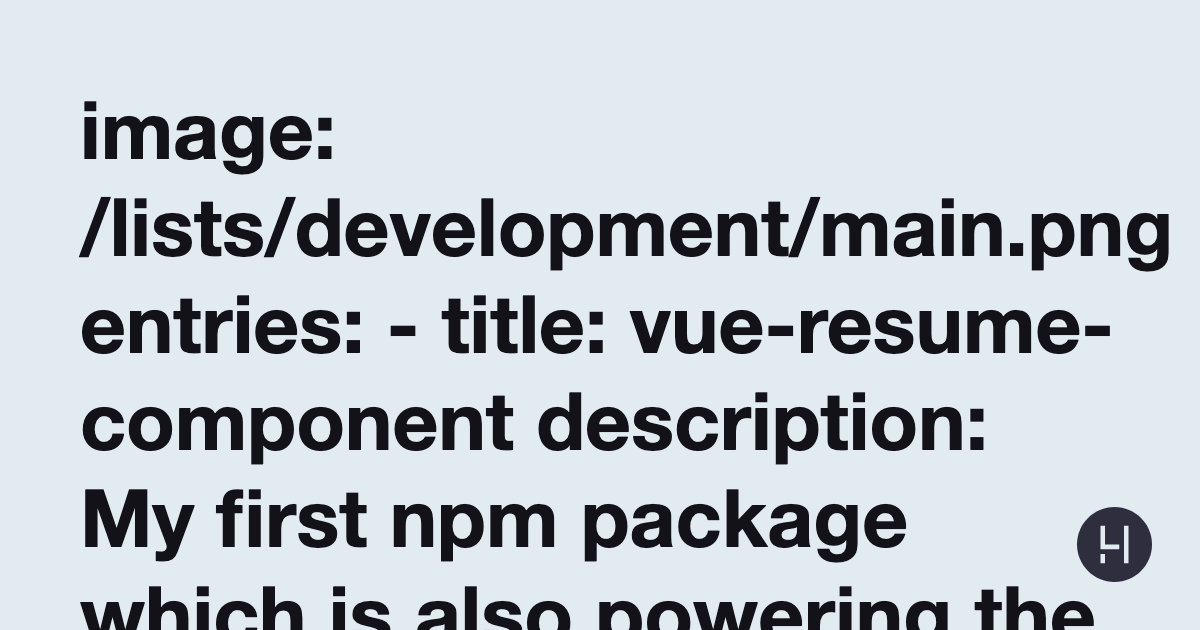 image:
/lists/development/main.png
entries: - title: vue-resume-
component description:
My first npm package
which is also powering the